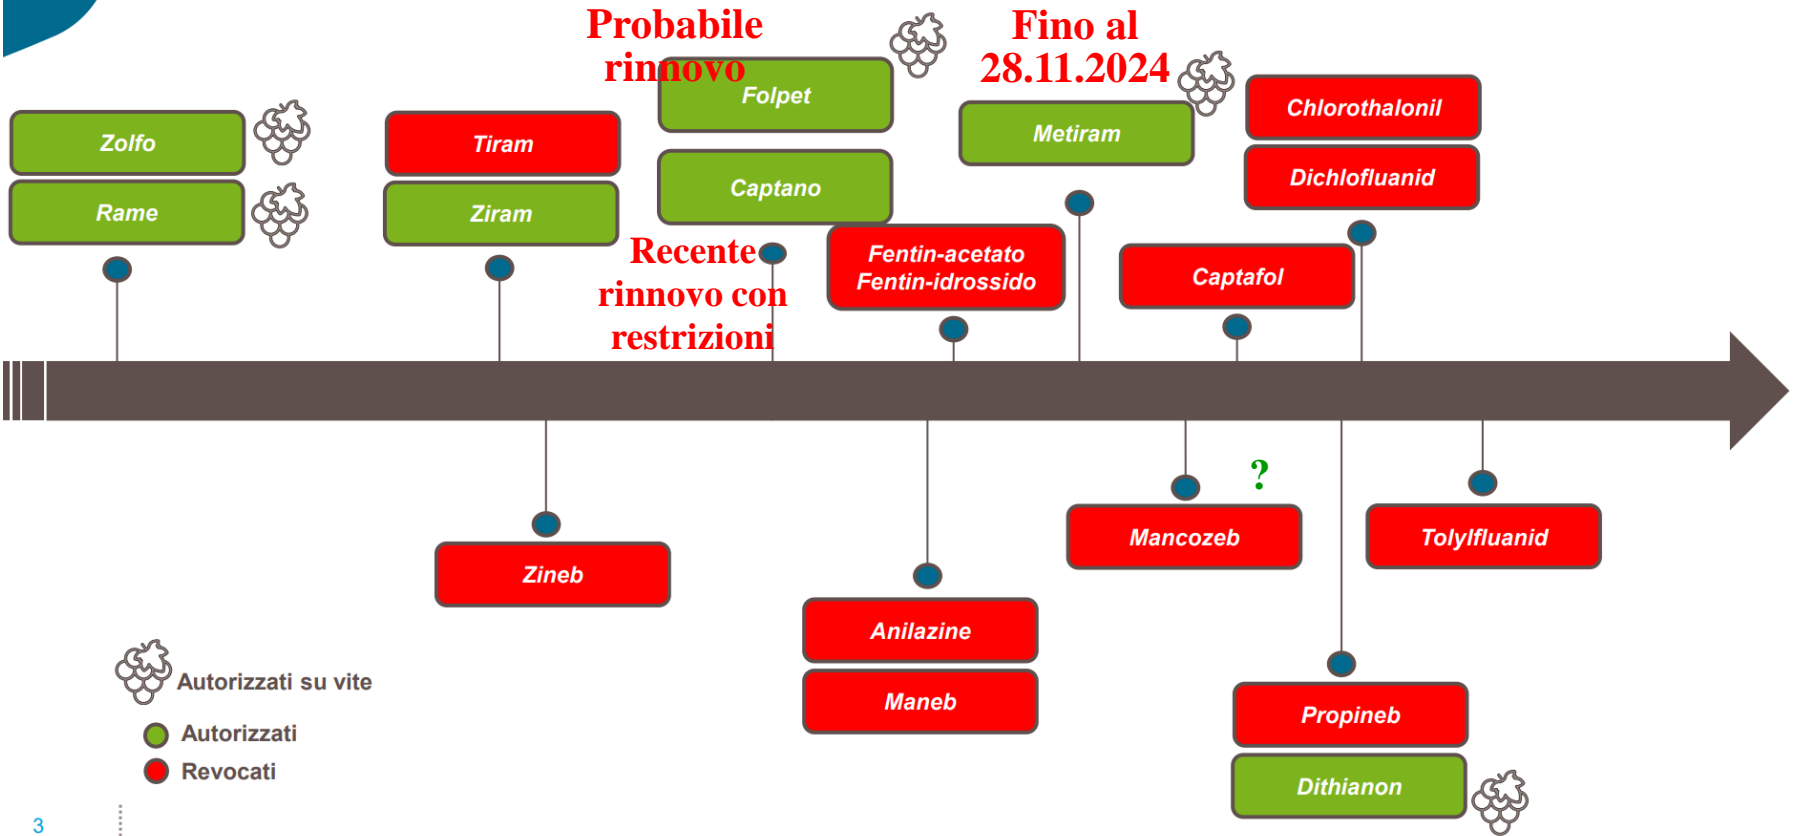 Probabile
rinnovo
Fino al
28.11.2024
Folpet
Zolfo
Tiram
Metiram
Chlorothalonil
Captano
Dichlofluanid
Rame
Ziram
Recente
rinnovo con
restrizioni
Fentin-acetato
Fentin-idrossido
Captafol
?
Zineb
Mancozeb
Tolylfluanid
Anilazine
Maneb
Propineb
Dithianon
Autorizzati su vite
Autorizzati
Revocati
3